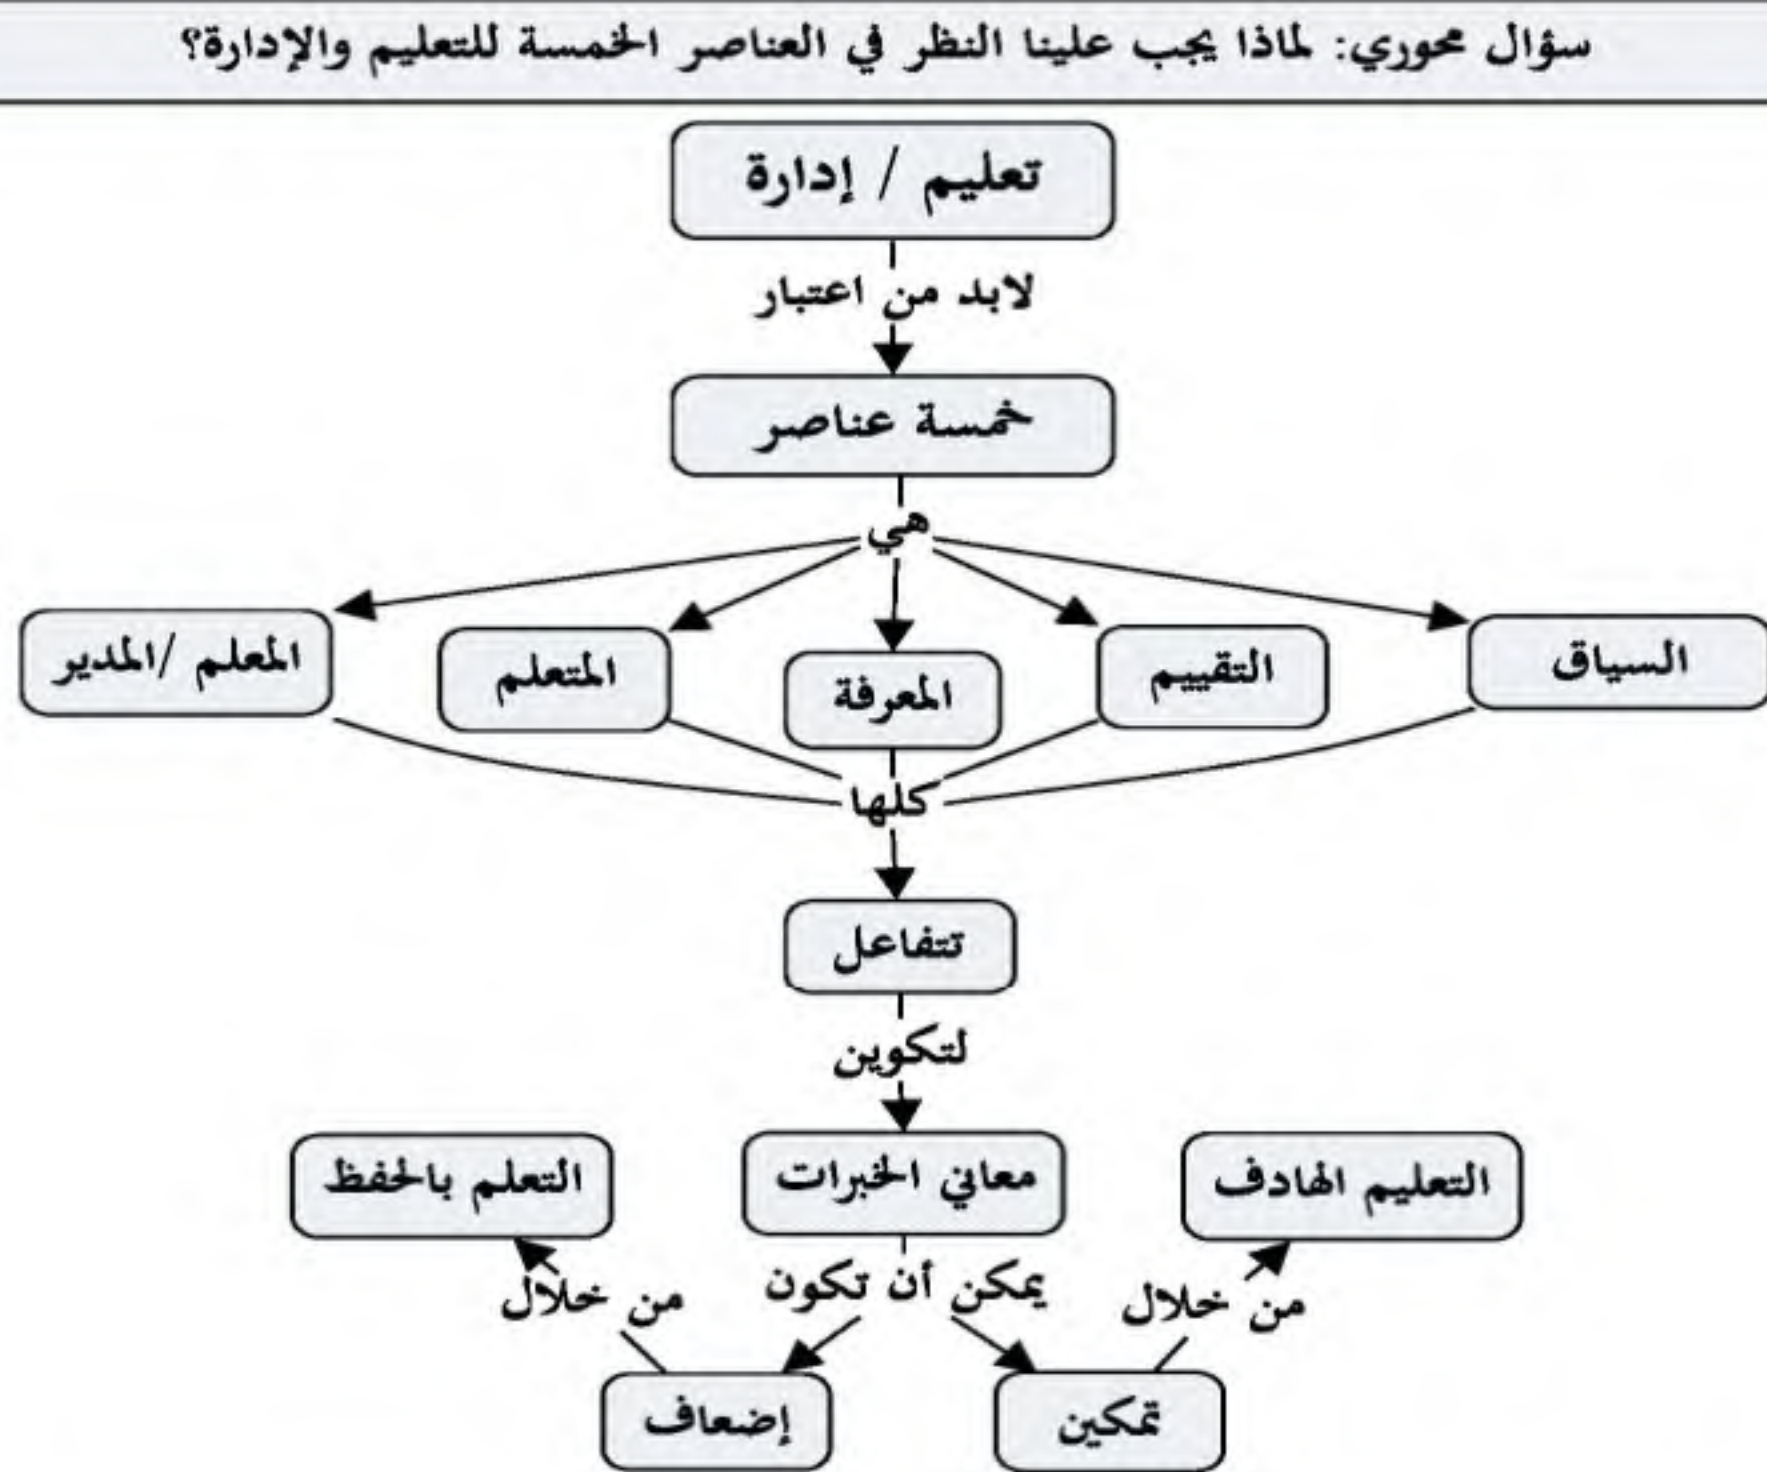 سؤال محوري: لماذا يجب علينا النظر في العناصر الخمسة للتعليم والإدارة؟
تعليم / إدارة
لابد من اعتبار
خمسة عناصر
هي
السياق
التقييم
المعرفة
المتعلم
المعلم /المدير
كلها
تتفاعل
لتكوين
التعليم الهادف
معاني الخبرات
التعلم بالحفظ
من خلال
يمكن أن تكون
من خلال
تمكين
إضعاف